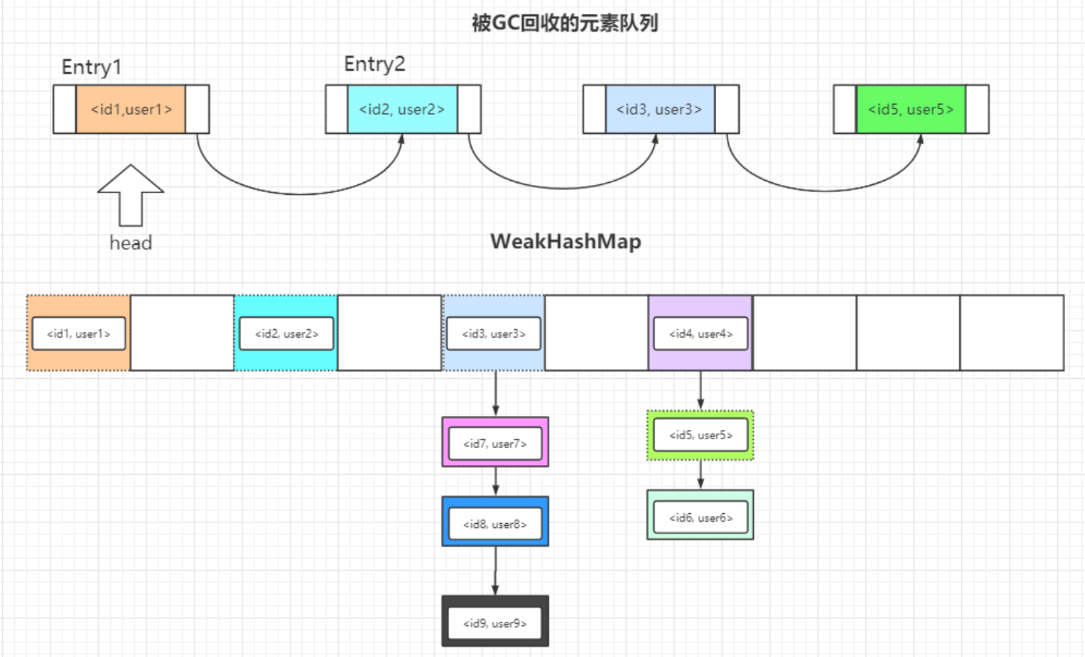 被GC回收的元素队列
Entry1
Entry2
<id1,user1>
<id2, user2>
<id3, user3>
<id5, user5>
head
WeakHashMap
<id1, user1>
<id2, user2>
<id3, user3>
<id4, user4>
<id7, user7>
<id5, user5>
<id8, user8>
<id6, user6>
<id9, user9>